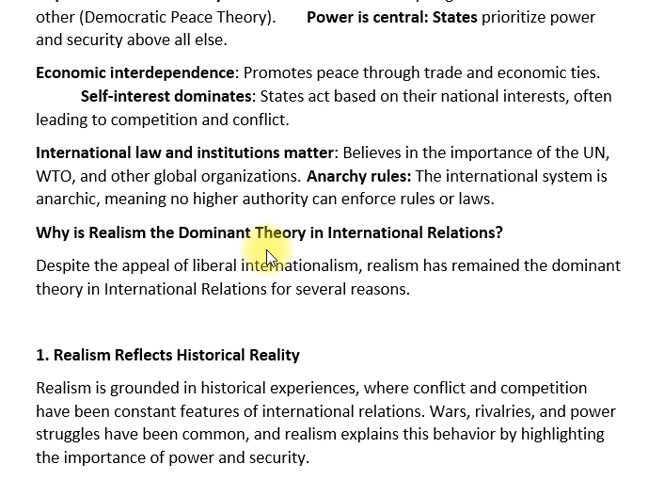 other (Democratic Peace Theory). Power is central: States prioritize power
and security above all else.
Economic interdependence: Promotes peace through trade and economic ties.
Self-interest dominates: States act based on their national interests, often
leading to competition and conflict.
International law and institutions matter: Believes in the importance of the UN,
WTO, and other global organizations. Anarchy rules: The international system is
anarchic, meaning no higher authority can enforce rules or laws.
Why is Realism the Dominant Theory in International Relations?
Despite the appeal of liberal internationalism, realism has remained the dominant
theory in International Relations for several reasons.
1. Realism Reflects Historical Reality
Realism is grounded in historical experiences, where conflict and competition
have been constant features of international relations. Wars, rivalries, and power
struggles have been common, and realism explains this behavior by highlighting
the importance of power and security.